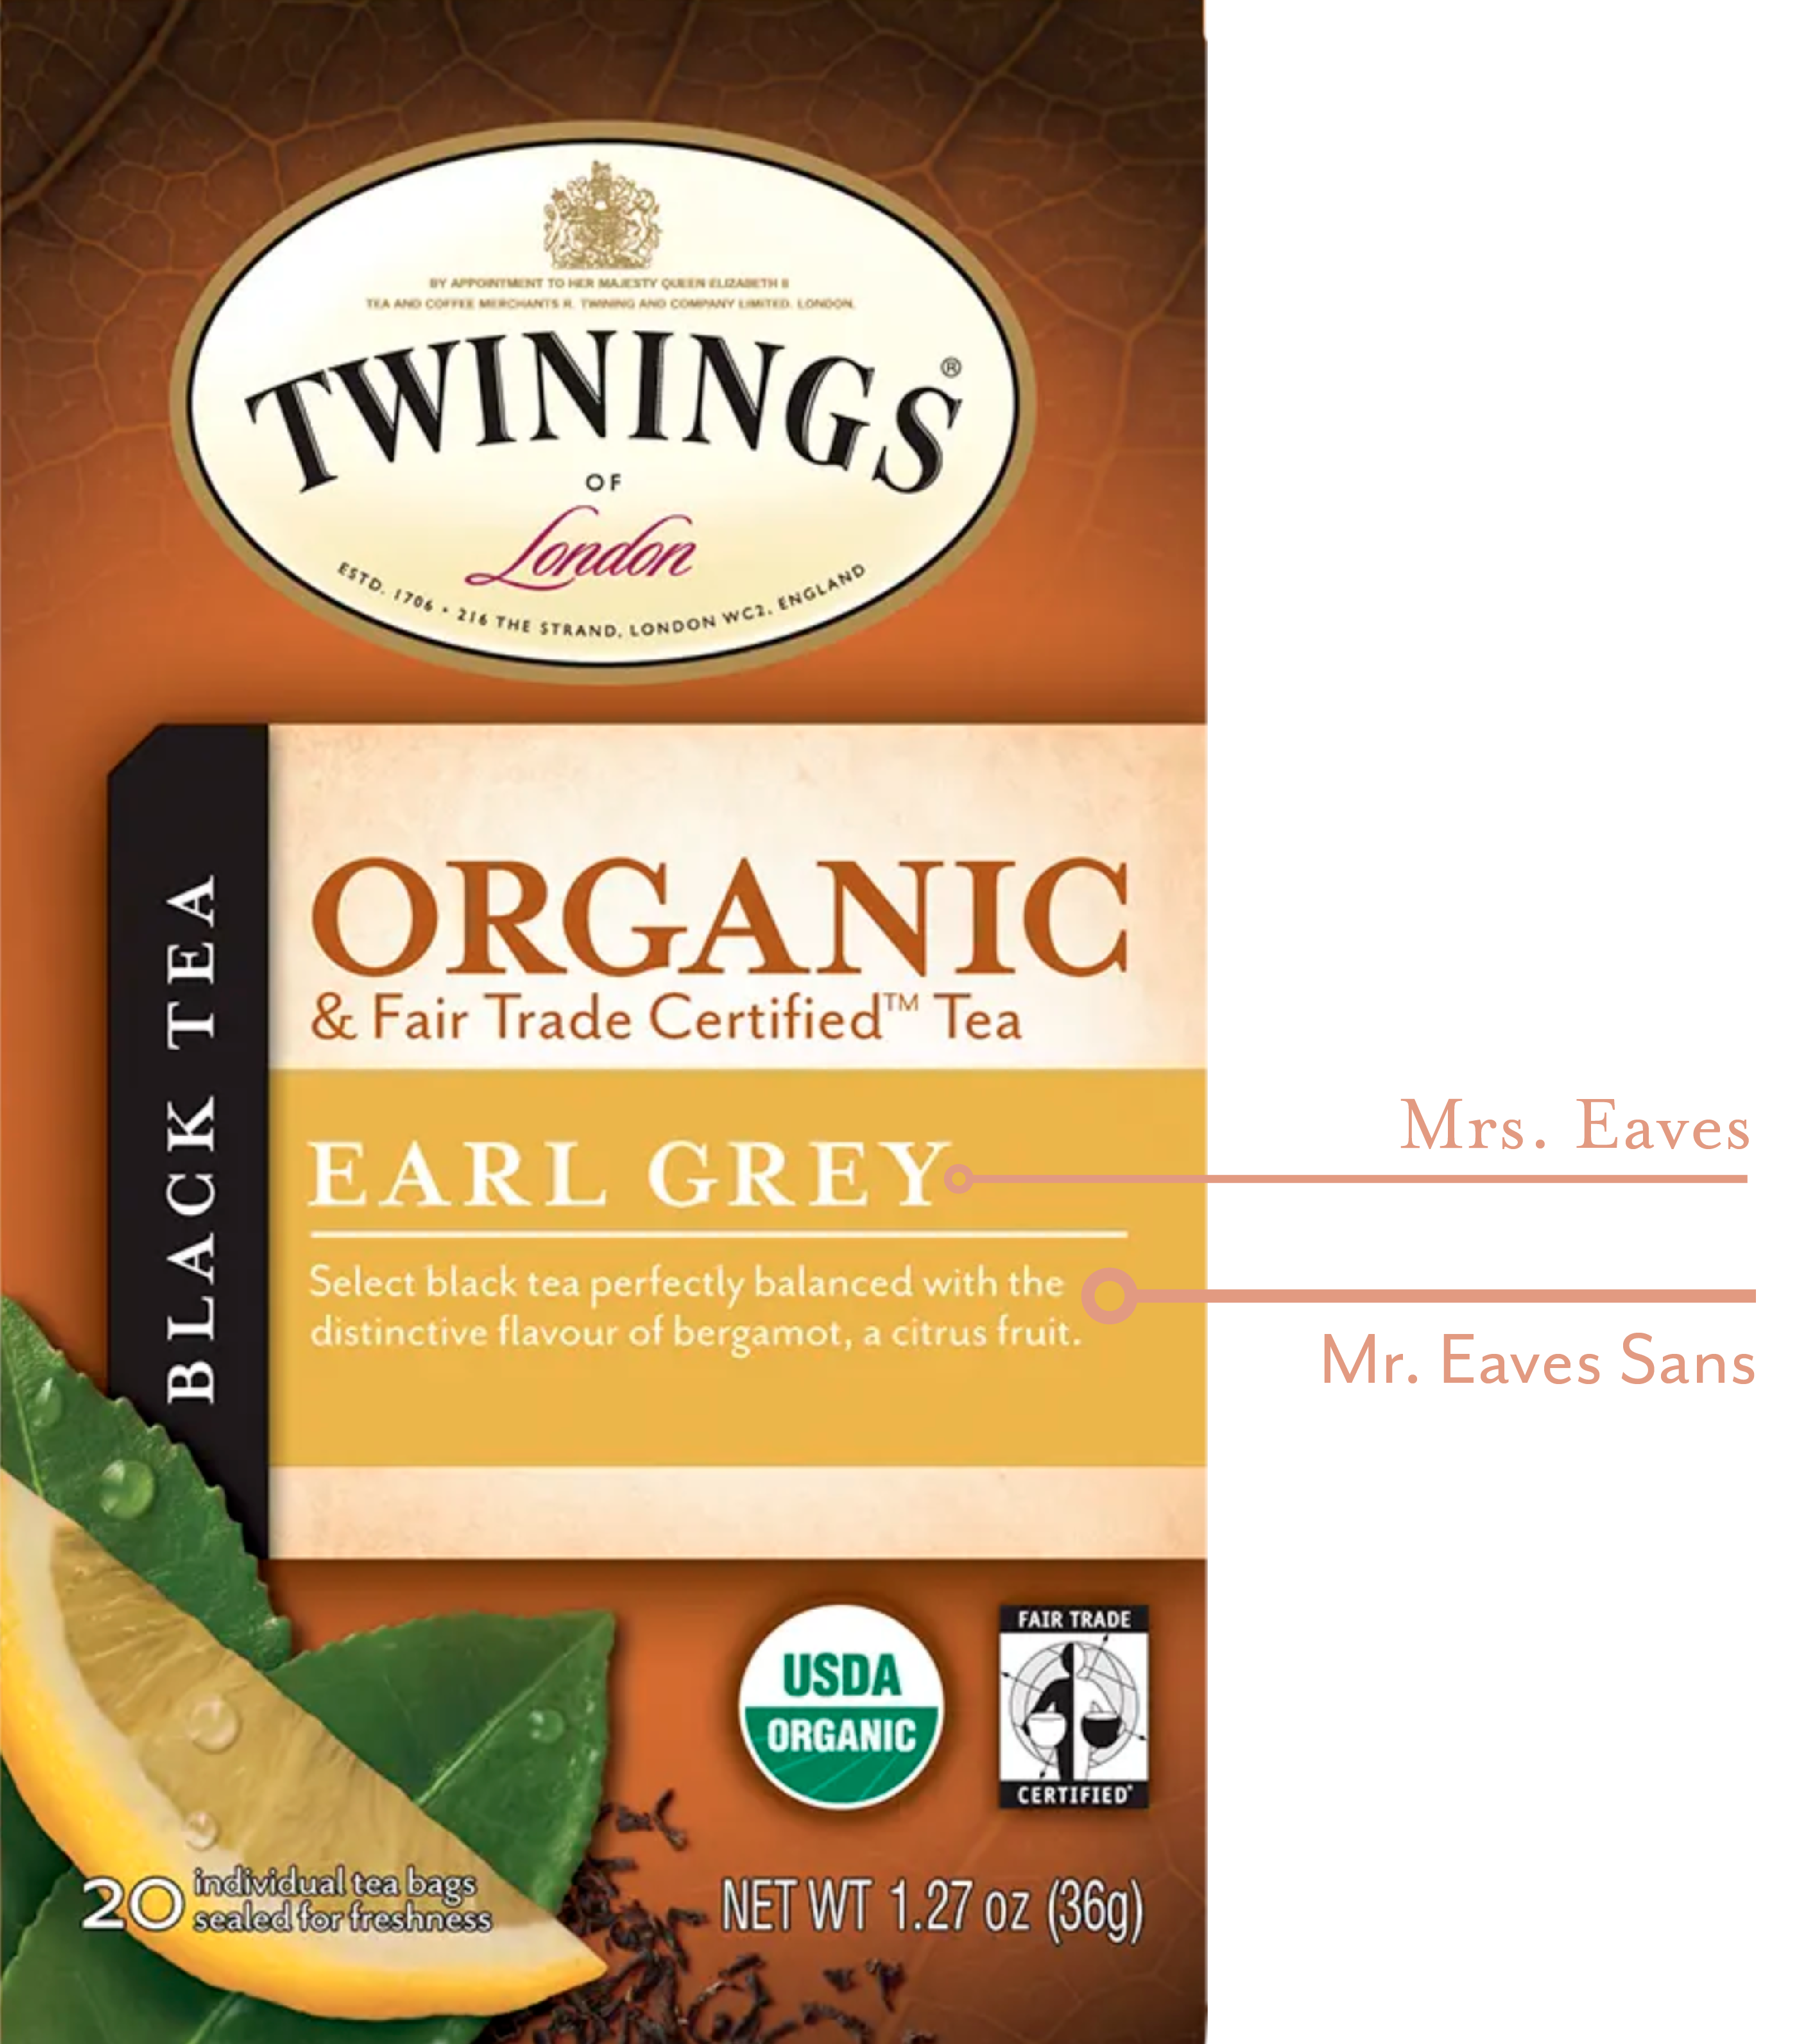 BY APPOINTMENT TO HER MAJESTY QUEEN ELIZABETH II
TEA AND COFFEE MERCHANTS R. TWINING AND COMPANY LIMITED. LONDON.
TWININGS®
OF
London
ESTD. 1706 • 216 THE STRAND, LONDON WC2, ENGLAND
BLACK TEA
ORGANIC
& Fair Trade Certified™ Tea
EARL GREY
Select black tea perfectly balanced with the
distinctive flavour of bergamot, a citrus fruit.
Mrs. Eaves
Mr. Eaves Sans
USDA
ORGANIC
FAIR TRADE
CERTIFIED
20 individual tea bags
sealed for freshness
NET WT 1.27 oz (36g)